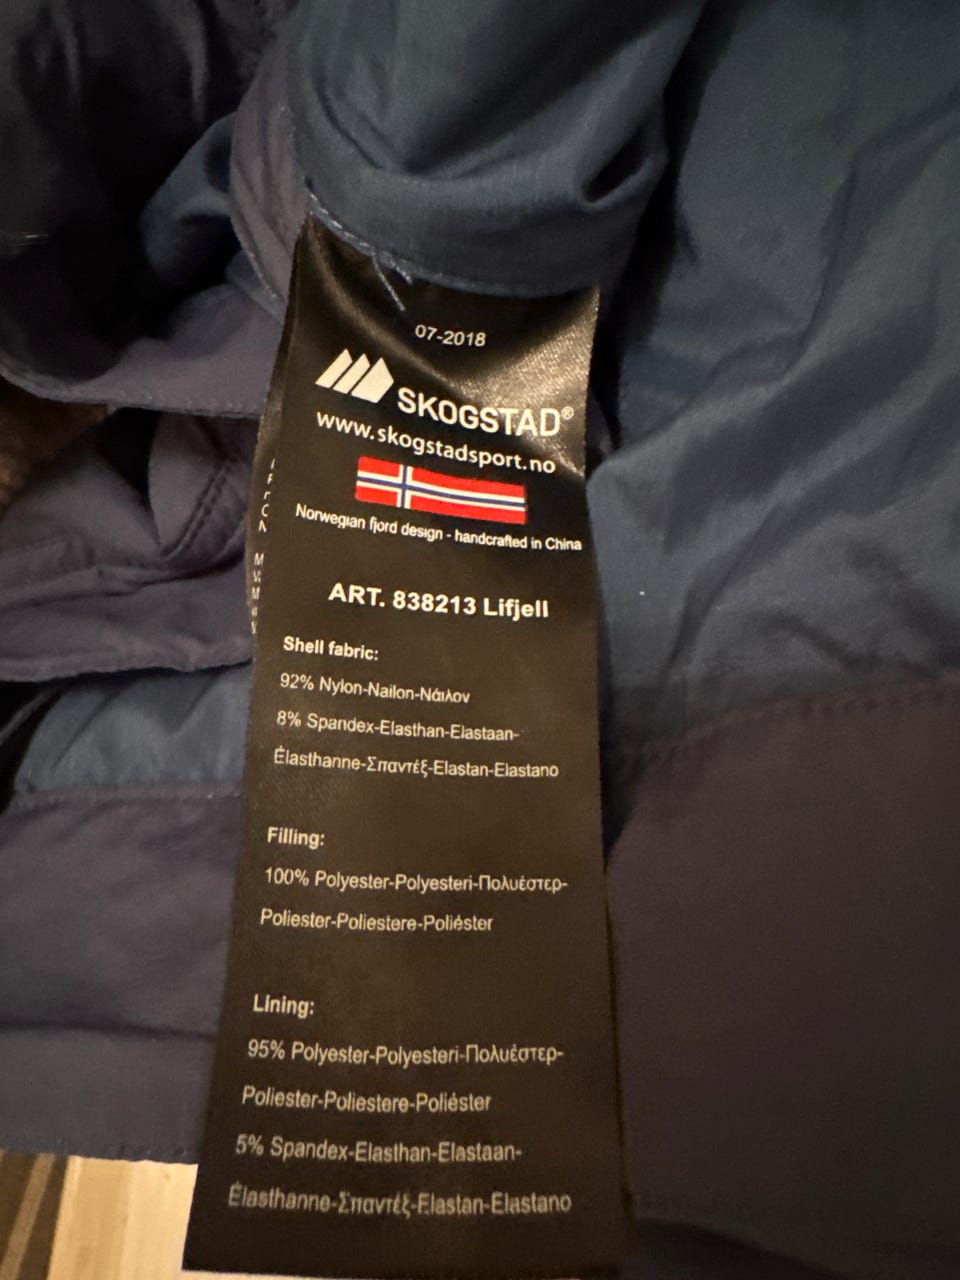 07-2018
SKOGSTAD®
www.skogstadsport.no
Norwegian fjord design - handcrafted in China
ART. 838213 Lifjell
Shell fabric:
92% Nylon-Nailon-Νάιλον
8% Spandex-Elasthan-Elastaan-
Élasthanne-Σπαντέξ-Elastan-Elastano
Filling:
100% Polyester-Polyesteri-Πολυέστερ-
Poliester-Poliestere-Poliéster
Lining:
95% Polyester-Polyesteri-Πολυέστερ-
Poliester-Poliestere-Poliéster
5% Spandex-Elasthan-Elastaan-
Élasthanne-Σπαντέξ-Elastan-Elastano